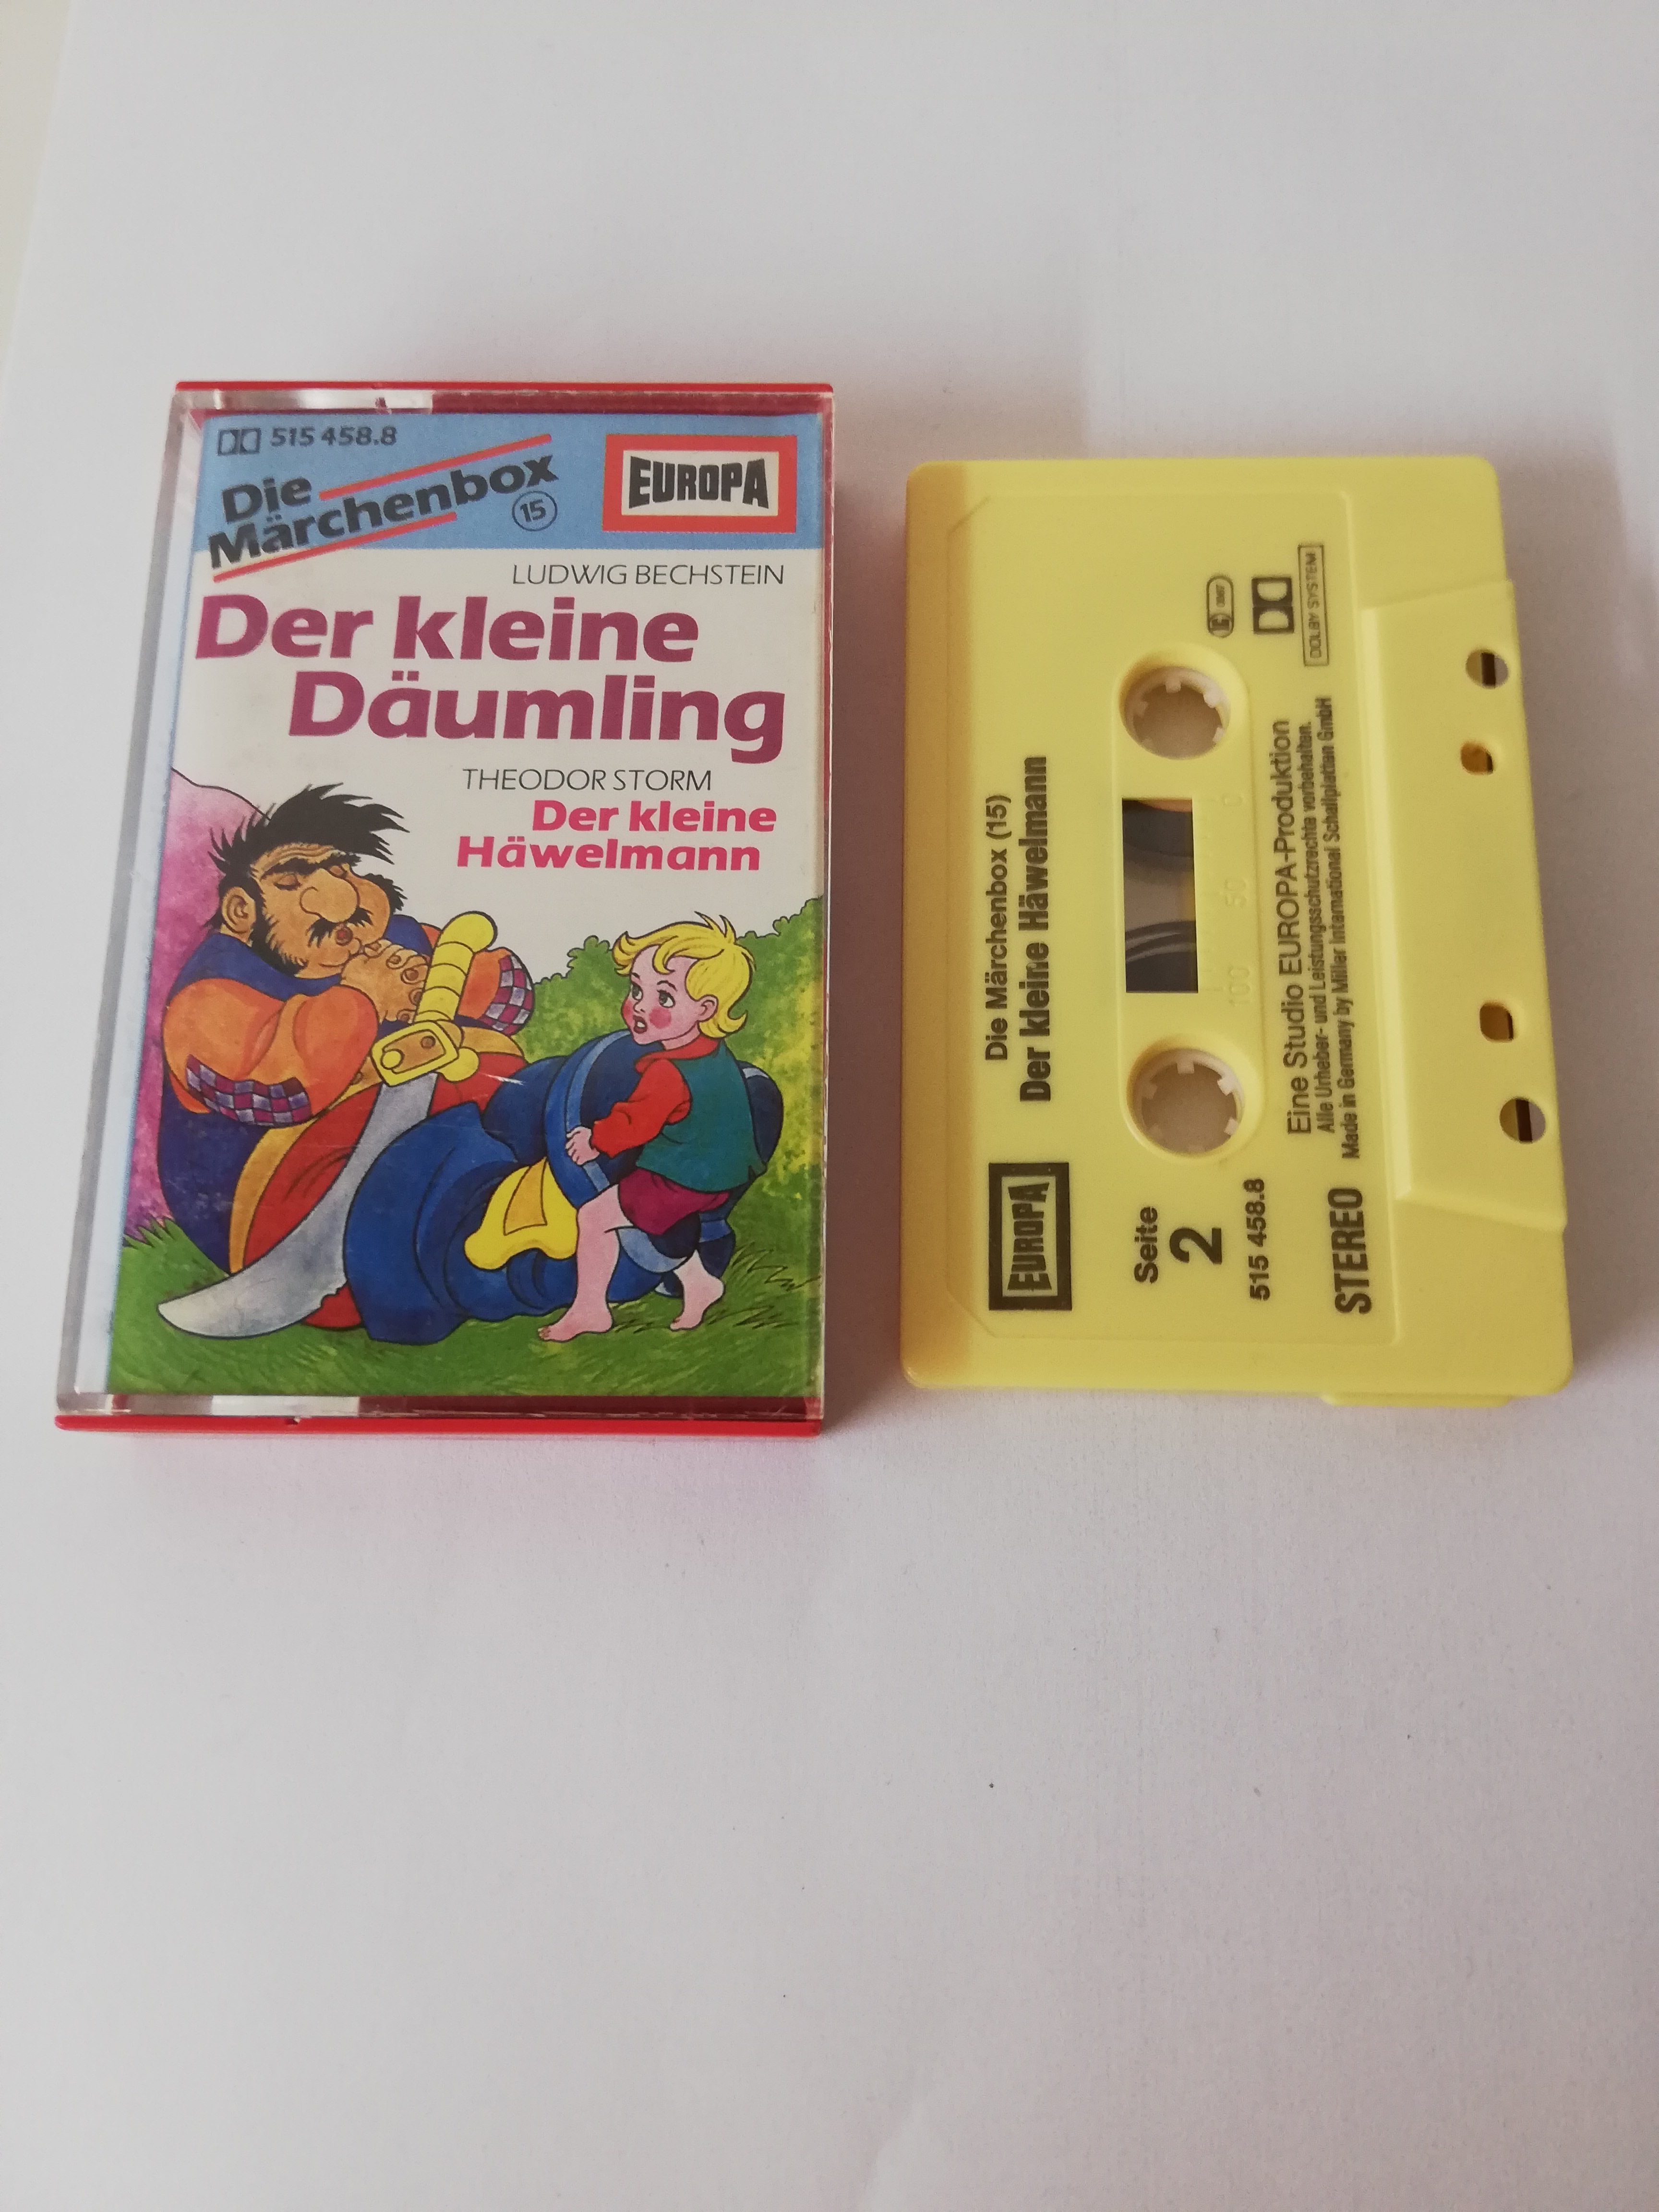 515 458.8
Die
Märchenbox
15
EUROPA
LUDWIG BECHSTEIN
Der kleine
Däumling
THEODOR STORM
Der kleine
Häwelmann
Die Märchenbox (15)
Der kleine Häwelmann
EUROPA
Seite
2
515 458.8
STEREO
100 50 0
DOLBY SYSTEM
Eine Studio EUROPA-Produktion
Alle Urheber- und Leistungsschutzrechte vorbehalten.
Made in Germany by Miller International Schallplatten GmbH